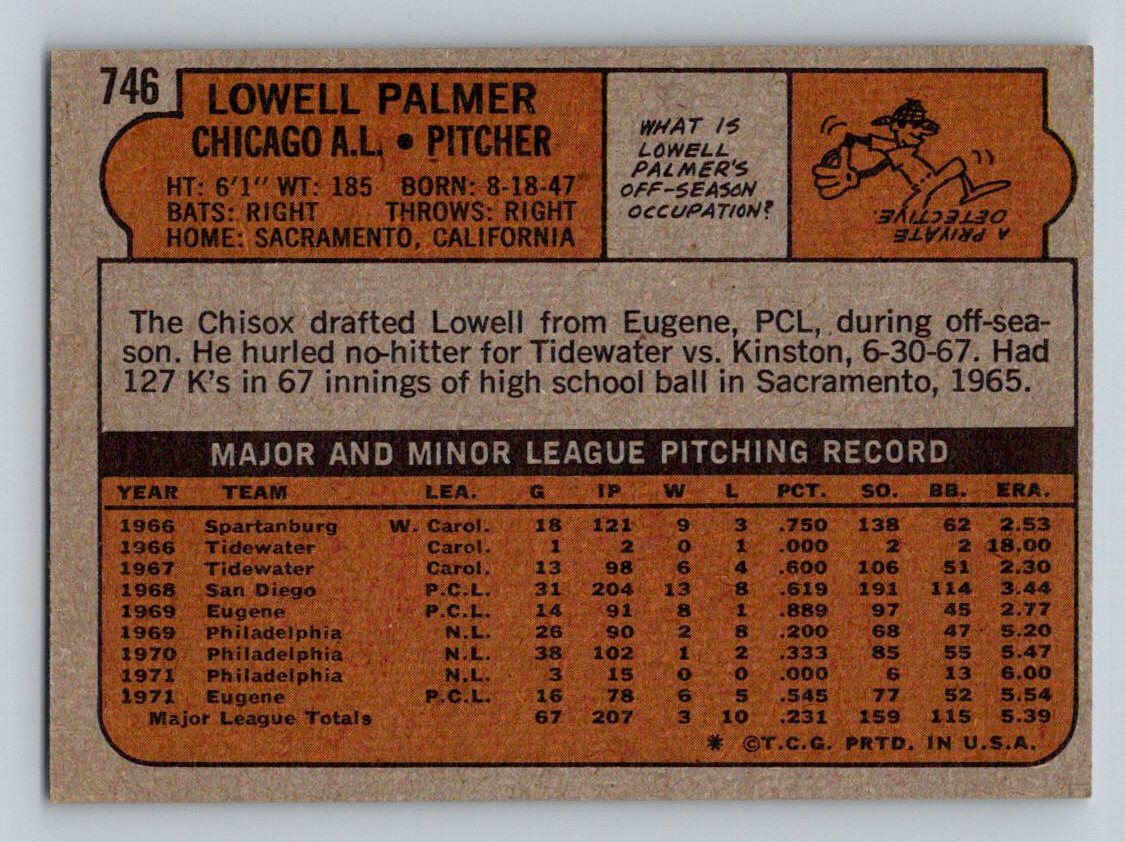 746
LOWELL PALMER
CHICAGO A.L. • PITCHER
HT: 6'1" WT: 185 BORN: 8-18-47
BATS: RIGHT THROWS: RIGHT
HOME: SACRAMENTO, CALIFORNIA
WHAT IS
LOWELL
PALMER'S
OFF-SEASON
OCCUPATION?
A PRIVATE
DETECTIVE.
The Chisox drafted Lowell from Eugene, PCL, during off-sea-
son. He hurled no-hitter for Tidewater vs. Kinston, 6-30-67. Had
127 K's in 67 innings of high school ball in Sacramento, 1965.
MAJOR AND MINOR LEAGUE PITCHING RECORD
YEAR TEAM LEA. G IP W L PCT. SO. BB. ERA.
1966 Spartanburg W. Carol. 18 121 9 3 .750 138 62 2.53
1966 Tidewater Carol. 1 2 0 1 .000 2 2 18.00
1967 Tidewater Carol. 13 98 6 4 .600 106 51 2.30
1968 San Diego P.C.L. 31 204 13 8 .619 191 114 3.44
1969 Eugene P.C.L. 14 91 8 1 .889 97 45 2.77
1969 Philadelphia N.L. 26 90 2 8 .200 68 47 5.20
1970 Philadelphia N.L. 38 102 1 2 .333 85 55 5.47
1971 Philadelphia N.L. 3 15 0 0 .000 6 13 6.00
1971 Eugene P.C.L. 16 78 6 5 .545 77 52 5.54
Major League Totals 67 207 3 10 .231 159 115 5.39
* ©T.C.G. PRTD. IN U.S.A.